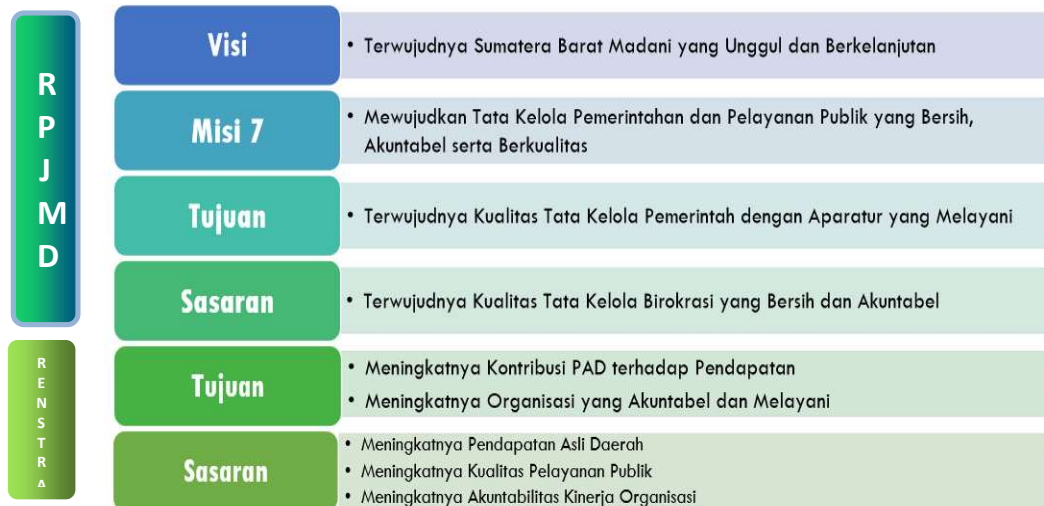 RPJMD
Visi
• Terwujudnya Sumatera Barat Madani yang Unggul dan Berkelanjutan
Misi 7
• Mewujudkan Tata Kelola Pemerintahan dan Pelayanan Publik yang Bersih,
Akuntabel serta Berkualitas
Tujuan
• Terwujudnya Kualitas Tata Kelola Pemerintah dengan Aparatur yang Melayani
Sasaran
• Terwujudnya Kualitas Tata Kelola Birokrasi yang Bersih dan Akuntabel
RENSTRA
Tujuan
• Meningkatnya Kontribusi PAD terhadap Pendapatan
• Meningkatnya Organisasi yang Akuntabel dan Melayani
Sasaran
• Meningkatnya Pendapatan Asli Daerah
• Meningkatnya Kualitas Pelayanan Publik
• Meningkatnya Akuntabilitas Kinerja Organisasi